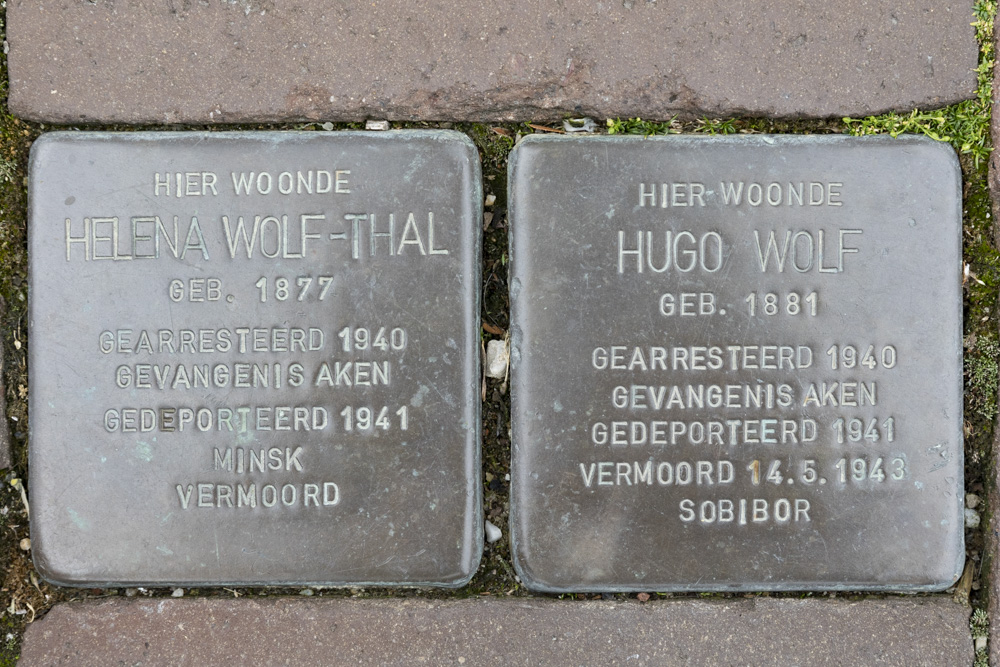 HIER WOONDE
HELENA WOLF-THAL
GEB. 1877
GEARRESTEERD 1940
GEVANGENIS AKEN
GEDEPORTEERD 1941
MINSK
VERMOORD
HIER WOONDE
HUGO WOLF
GEB. 1881
GEARRESTEERD 1940
GEVANGENIS AKEN
GEDEPORTEERD 1941
VERMOORD 14.5.1943
SOBIBOR